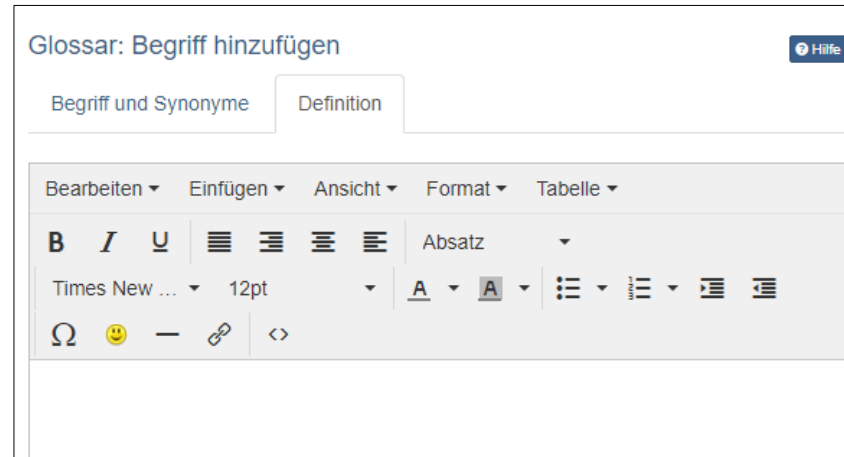 Glossar: Begriff hinzufügen
Hilfe
Begriff und Synonyme Definition
Bearbeiten Einfügen Ansicht Format Tabelle
B I U Absatz
Times New ... 12pt A A
Ω <>